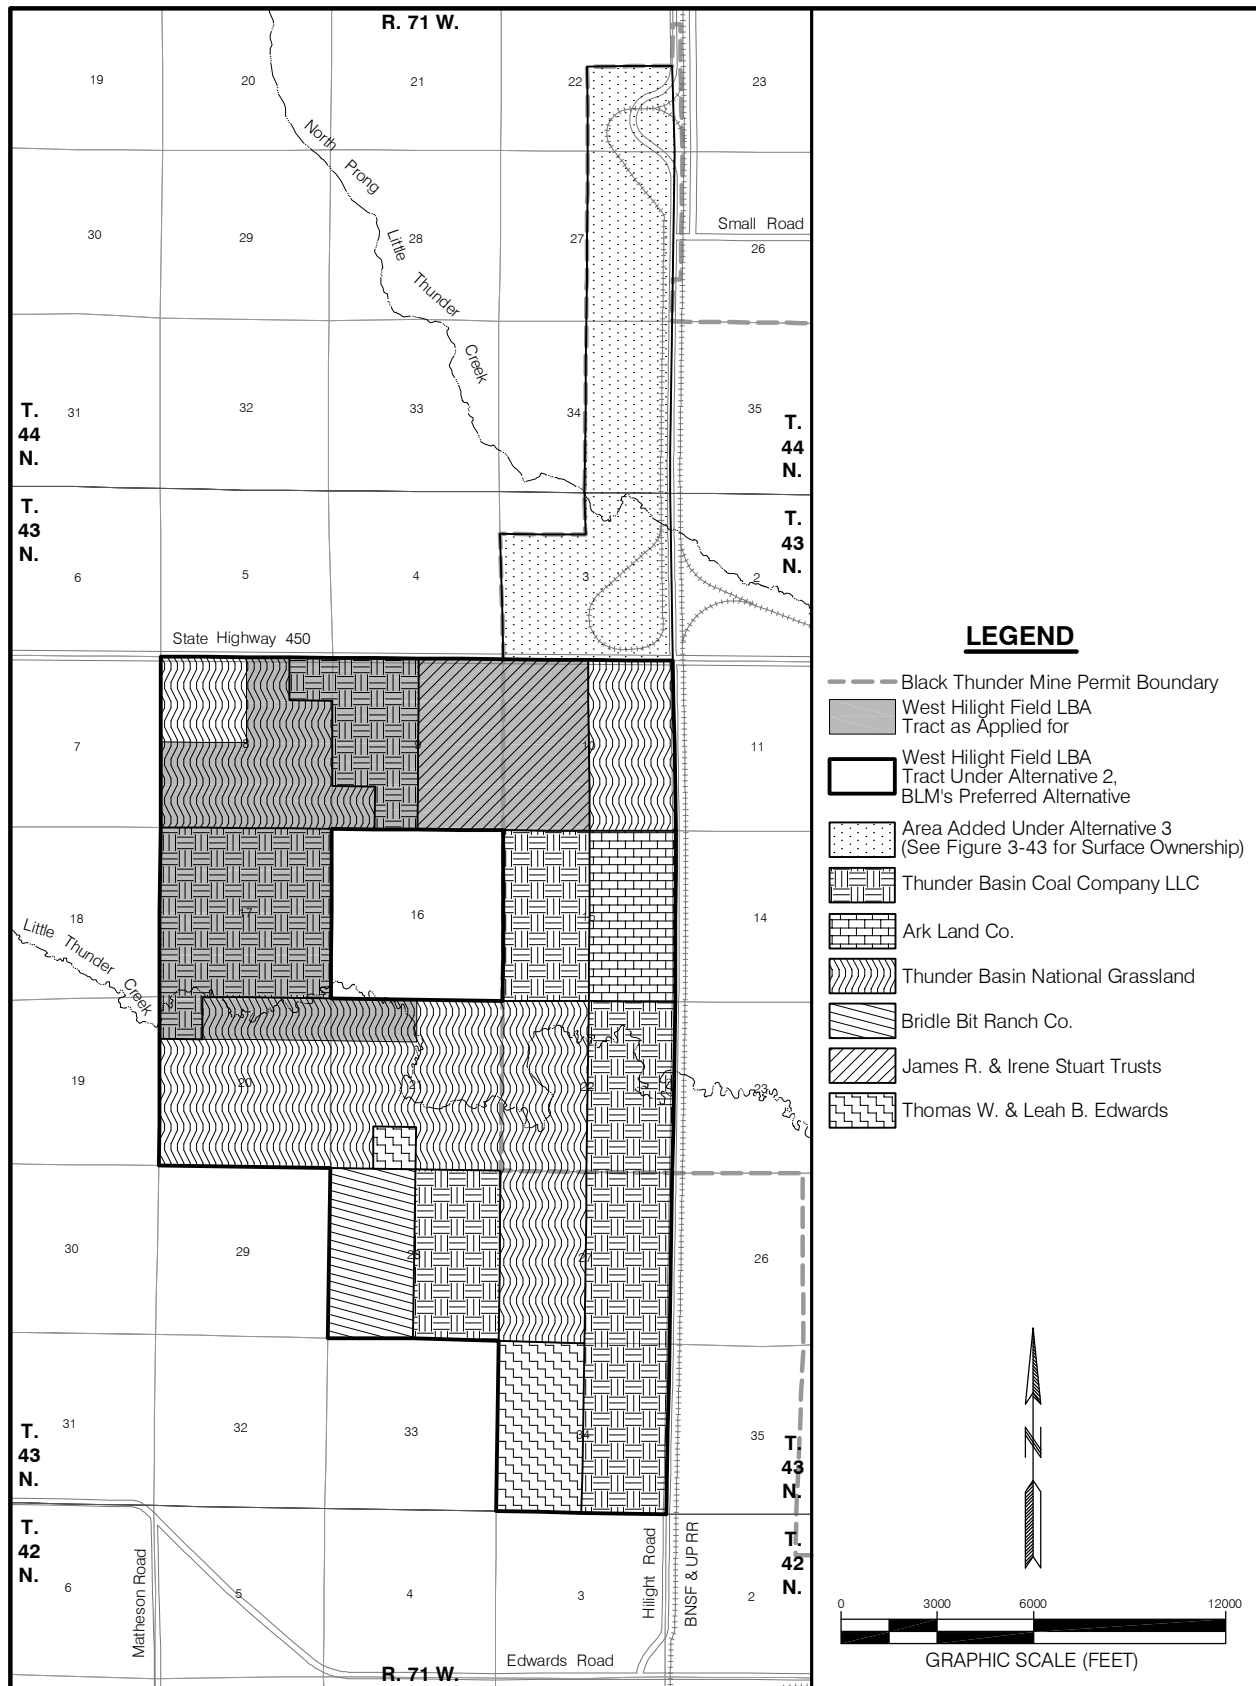 R. 71 W.
19
20
21
22
23
North Prong Little Thunder Creek
30
29
28
27
Small Road
26
T.
44
N.
31
32
33
34
35
T.
44
N.
T.
43
N.
T.
43
N.
6
5
4
3
2
State Highway 450
7
8
9
10
11
18
17
16
15
14
Little Thunder Creek
19
20
21
22
23
30
29
28
27
26
31
32
33
34
35
T.
43
N.
T.
43
N.
T.
42
N.
T.
42
N.
6
5
4
3
2
Matheson Road
Hilight Road
BNSF & UP RR
Edwards Road
R. 71 W.
LEGEND
Black Thunder Mine Permit Boundary
West Hilight Field LBA
Tract as Applied for
West Hilight Field LBA
Tract Under Alternative 2,
BLM's Preferred Alternative
Area Added Under Alternative 3
(See Figure 3-43 for Surface Ownership)
Thunder Basin Coal Company LLC
Ark Land Co.
Thunder Basin National Grassland
Bridle Bit Ranch Co.
James R. & Irene Stuart Trusts
Thomas W. & Leah B. Edwards
N
0 3000 6000 12000
GRAPHIC SCALE (FEET)